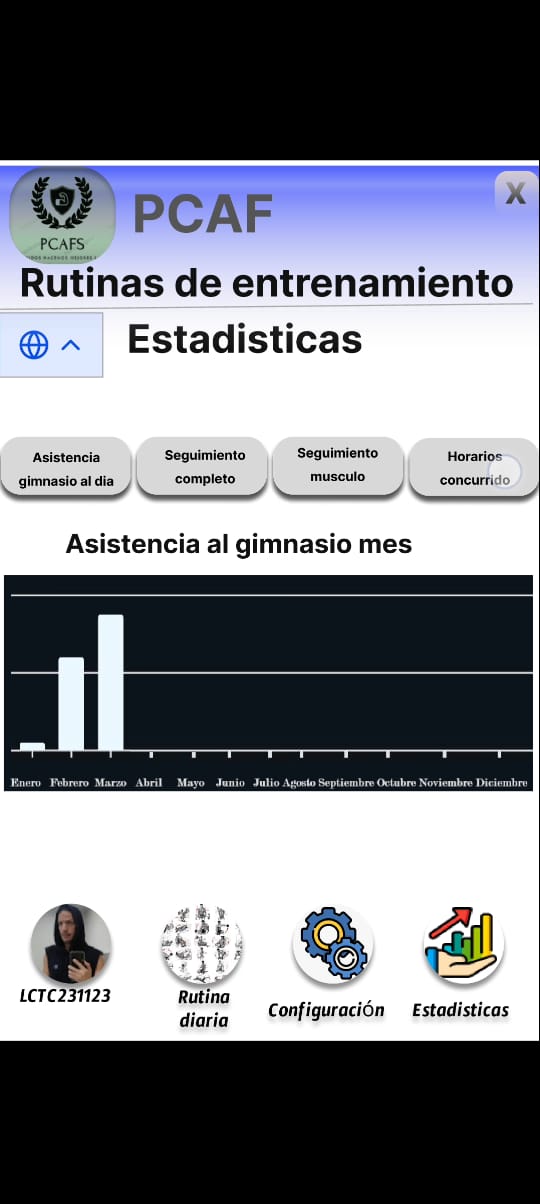 PCAFS
X
PCAF
Rutinas de entrenamiento
Estadisticas
Asistencia
gimnasio al dia
Seguimiento
completo
Seguimiento
musculo
Horarios
concurrido
Asistencia al gimnasio mes
Enero Febrero Marzo Abril Mayo Junio Julio Agosto Septiembre Octubre Noviembre Diciembre
LCTC231123
Rutina
diaria
Configuración
Estadisticas